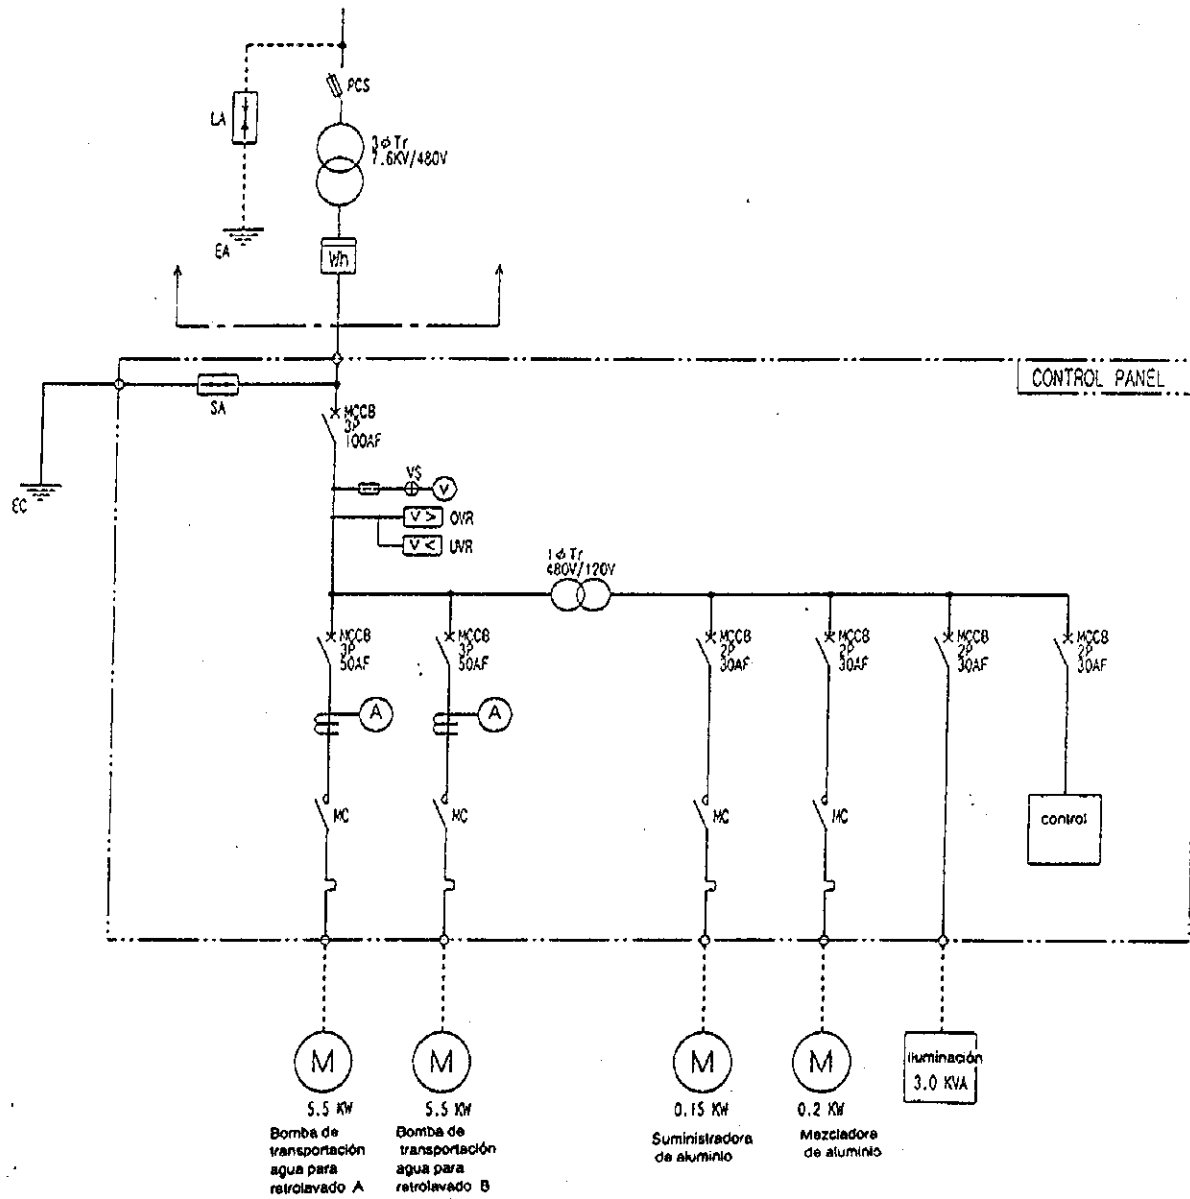 PCS
LA
3φTr
7.6KV/480V
EA
Wh
CONTROL PANEL
SA
MCCB
3P
100AF
EC
VS
V
V >
OVR
V <
UVR
1φTr
480V/120V
MCCB
3P
50AF
MCCB
3P
50AF
MCCB
2P
30AF
MCCB
2P
30AF
MCCB
2P
30AF
MCCB
2P
30AF
A
A
MC
MC
MC
MC
control
M
M
M
M
Iluminación
3.0 KVA
5.5 KW
5.5 KW
0.15 KW
0.2 KW
Bomba de
transportación
agua para
retrolavado A
Bomba de
transportación
agua para
retrolavado B
Suministradora
de aluminio
Mezcladora
de aluminio